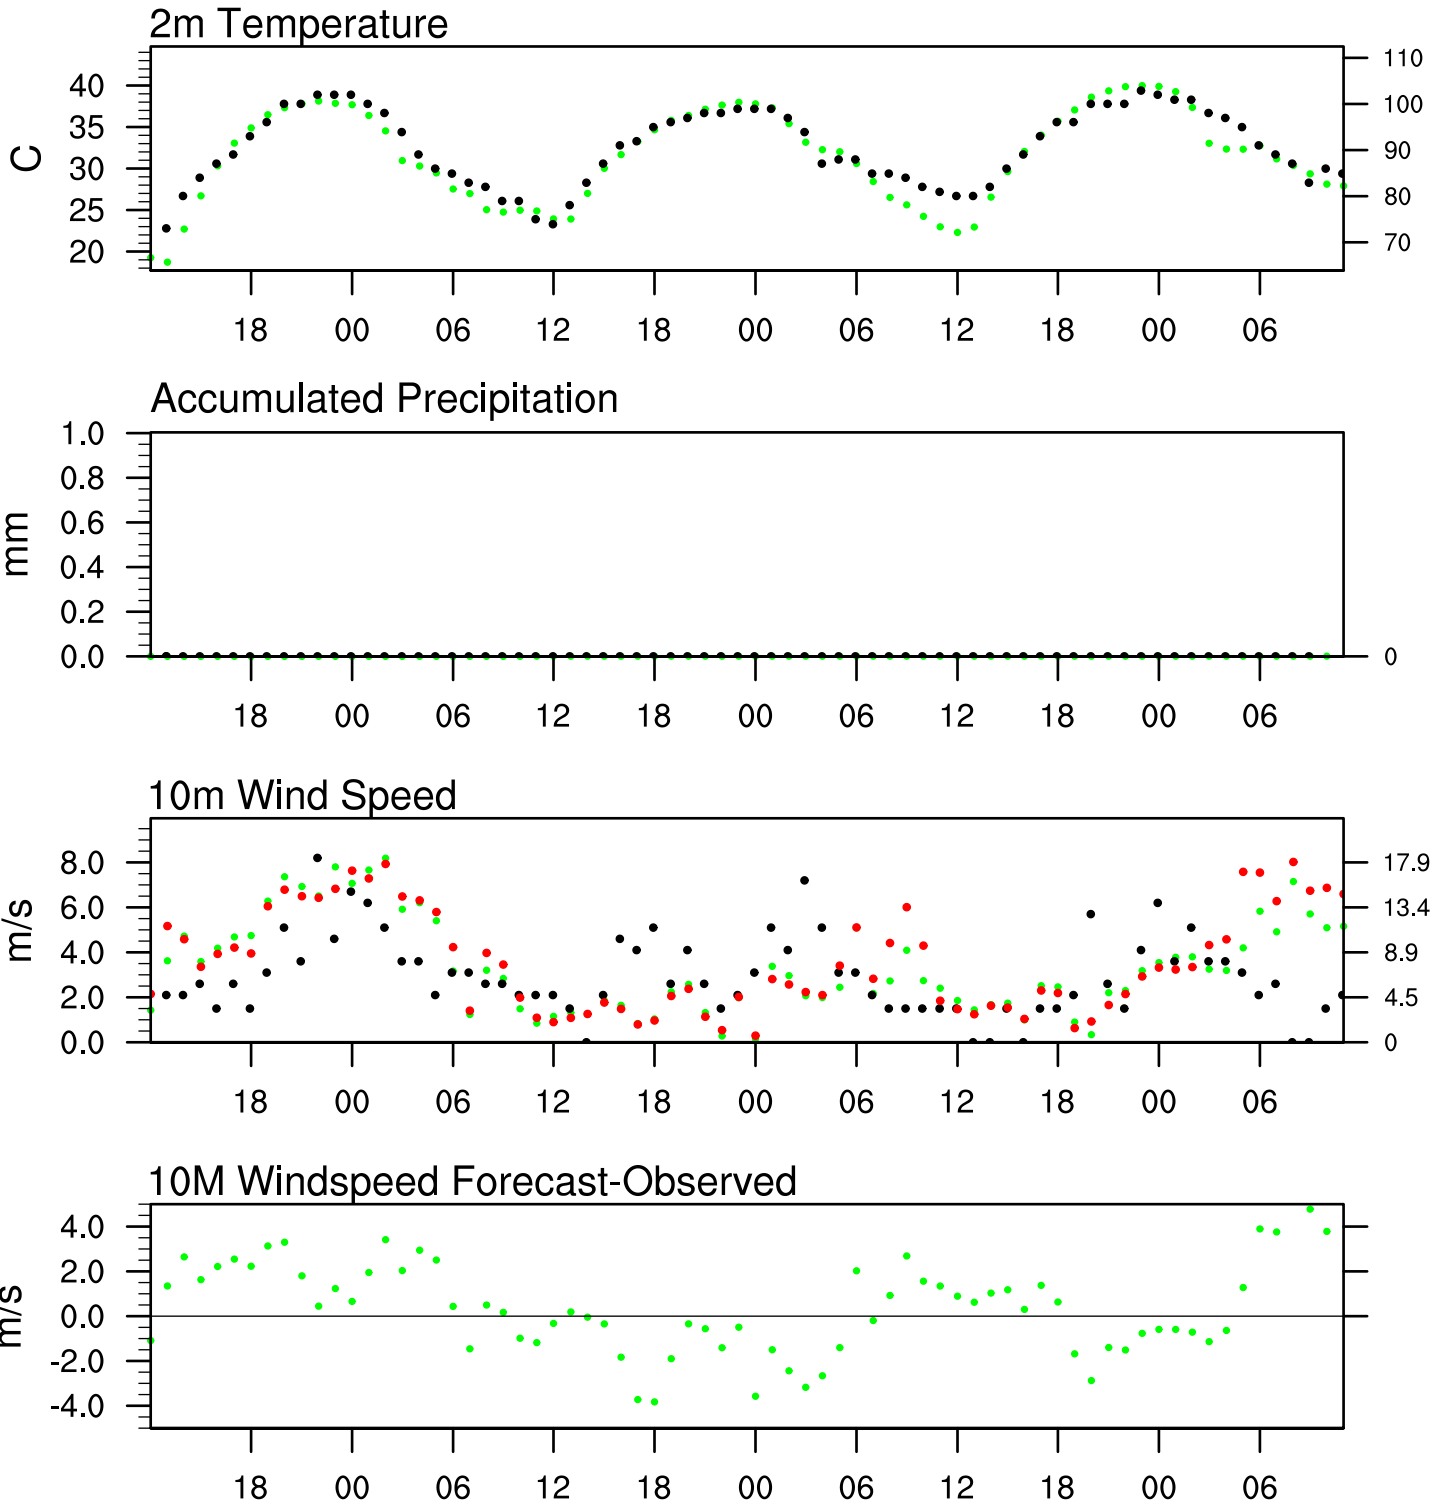 2m Temperature
C
40
35
30
25
20
110
100
90
80
70
18 00 06 12 18 00 06 12 18 00 06
Accumulated Precipitation
mm
1.0
0.8
0.6
0.4
0.2
0.0
0
18 00 06 12 18 00 06 12 18 00 06
10m Wind Speed
m/s
8.0
6.0
4.0
2.0
0.0
17.9
13.4
8.9
4.5
0
18 00 06 12 18 00 06 12 18 00 06
10M Windspeed Forecast-Observed
m/s
4.0
2.0
0.0
-2.0
-4.0
18 00 06 12 18 00 06 12 18 00 06